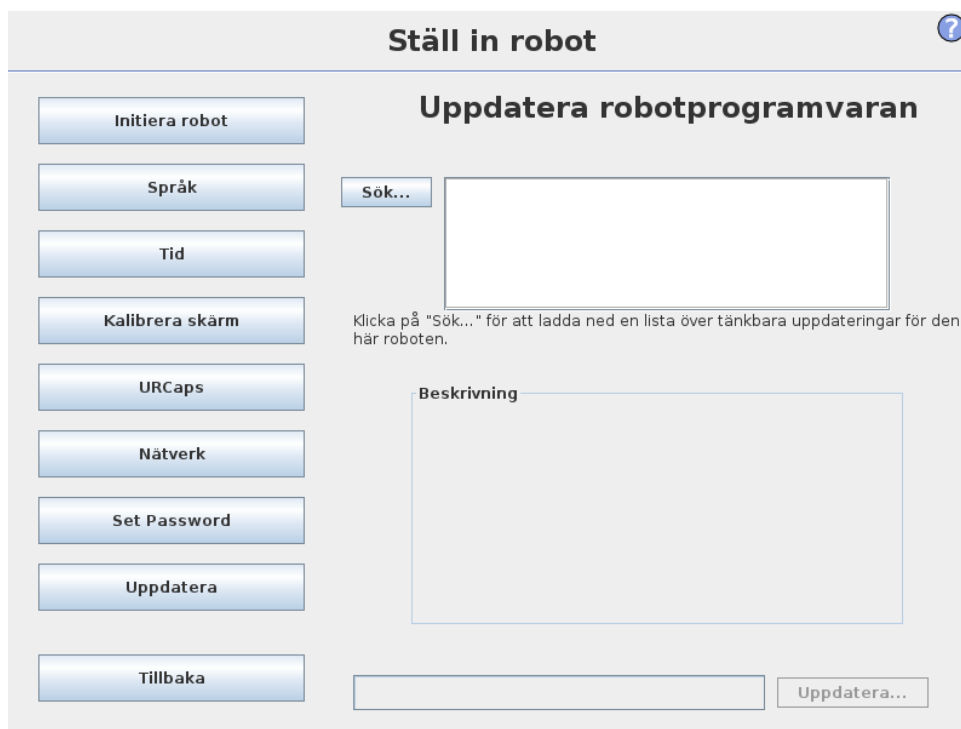 Ställ in robot
?
Initiera robot
Språk
Tid
Kalibrera skärm
URCaps
Nätverk
Set Password
Uppdatera
Tillbaka
Uppdatera robotprogramvaran
Sök...
Klicka på "Sök..." för att ladda ned en lista över tänkbara uppdateringar för den
här roboten.
Beskrivning
Uppdatera...